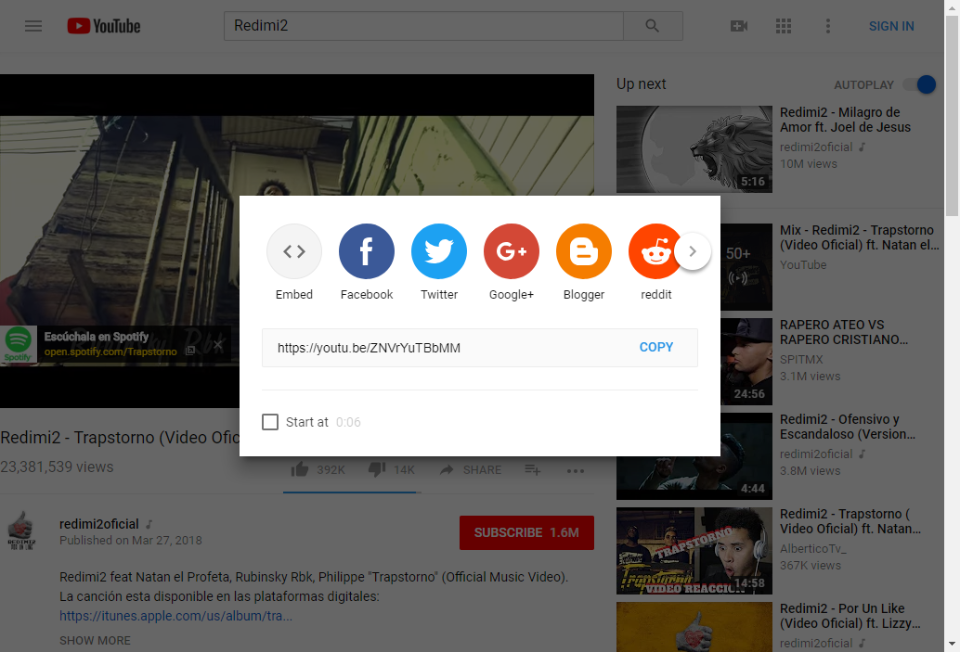 YouTube
Redimi2
SIGN IN
Up next
AUTOPLAY
Redimi2 - Milagro de
Amor ft. Joel de Jesus
redimi2oficial
10M views
5:16
Embed
Facebook
Twitter
Google+
G+
Blogger
reddit
50+
Mix - Redimi2 - Trapstorno
(Video Oficial) ft. Natan el...
YouTube
https://youtu.be/ZNVrYuTBbMM
COPY
Escúchala en Spotify
open.spotify.com/Trapstorno
Spotify
RAPERO ATEO VS
RAPERO CRISTIANO...
SPITMX
3.1M views
24:56
Start at 0:06
Redimi2 - Trapstorno (Video Ofic
23,381,539 views
392K
14K
SHARE
Redimi2 - Ofensivo y
Escandaloso (Version...
redimi2oficial
3.8M views
4:44
redimi2oficial
Published on Mar 27, 2018
SUBSCRIBE 1.6M
Redimi2 feat Natan el Profeta, Rubinsky Rbk, Philippe "Trapstorno" (Official Music Video).
La canción esta disponible en las plataformas digitales:
https://itunes.apple.com/us/album/tra...
SHOW MORE
Redimi2 - Trapstorno (
Video Oficial) ft. Natan...
AlberticoTv_
367K views
TRAPSTORNO
VIDEO REACCI
14:58
Redimi2 - Por Un Like
(Video Oficial) ft. Lizzy...
redimi2oficial